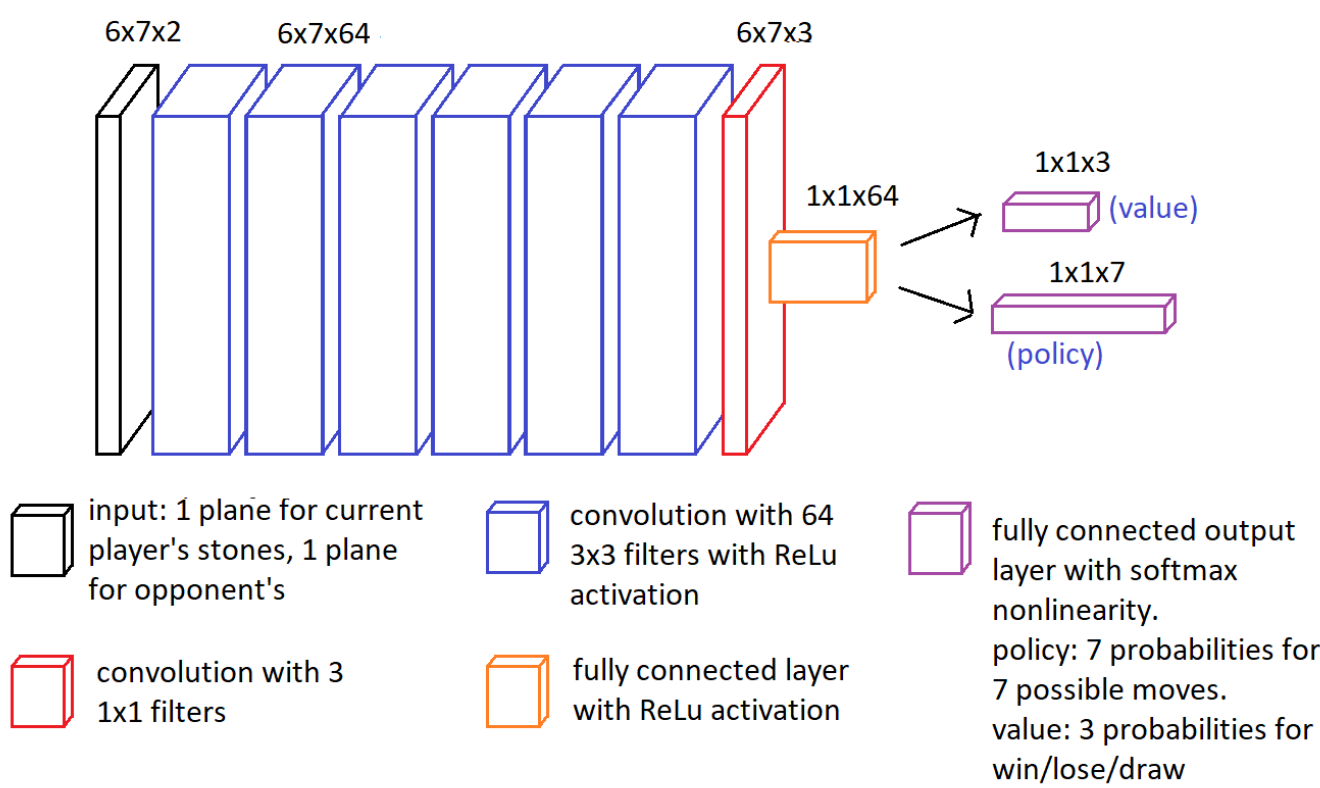 6x7x2
6x7x64
6x7x3
1x1x64
1x1x3
(value)
1x1x7
(policy)
input: 1 plane for current
player's stones, 1 plane
for opponent's
convolution with 64
3x3 filters with ReLu
activation
fully connected output
layer with softmax
nonlinearity.
policy: 7 probabilities for
7 possible moves.
value: 3 probabilities for
win/lose/draw
convolution with 3
1x1 filters
fully connected layer
with ReLu activation